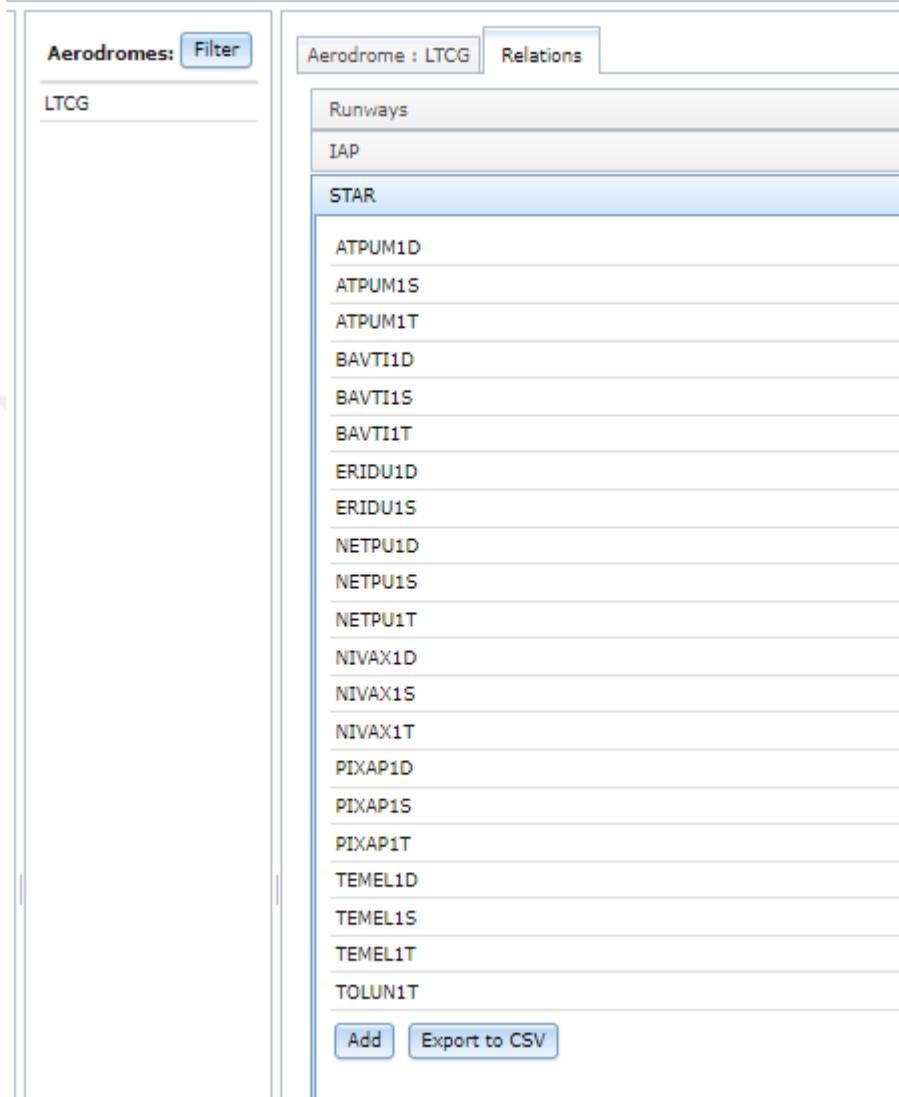 Aerodromes: Filter
LTCG
Aerodrome : LTCG Relations
Runways
IAP
STAR
ATPUM1D
ATPUM1S
ATPUM1T
BAVTI1D
BAVTI1S
BAVTI1T
ERIDU1D
ERIDU1S
NETPU1D
NETPU1S
NETPU1T
NIVAX1D
NIVAX1S
NIVAX1T
PIXAP1D
PIXAP1S
PIXAP1T
TEMEL1D
TEMEL1S
TEMEL1T
TOLUN1T
Add Export to CSV